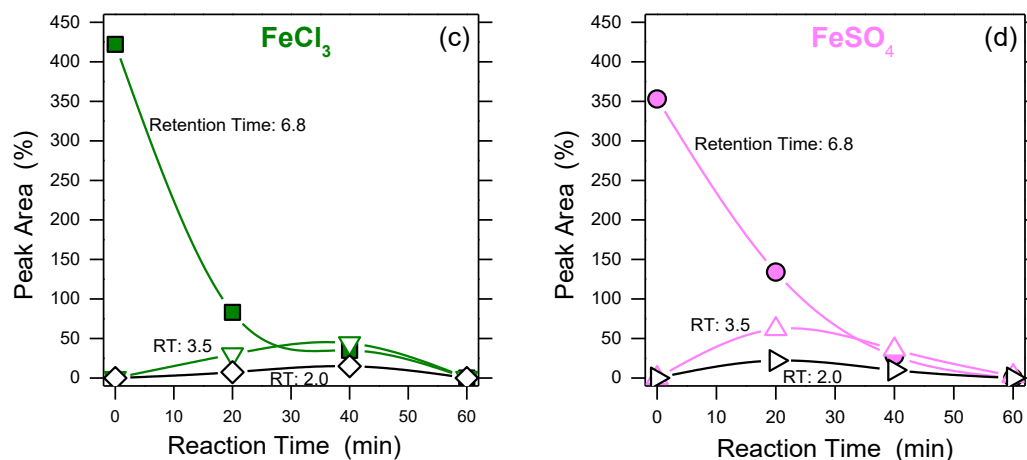 FeCl₃
(c)
450
400
350
300
250
200
150
100
50
0
Peak Area (%)
Retention Time: 6.8
RT: 3.5
RT: 2.0
0 10 20 30 40 50 60
Reaction Time (min)
FeSO₄
(d)
450
400
350
300
250
200
150
100
50
0
Peak Area (%)
Retention Time: 6.8
RT: 3.5
RT: 2.0
0 10 20 30 40 50 60
Reaction Time (min)